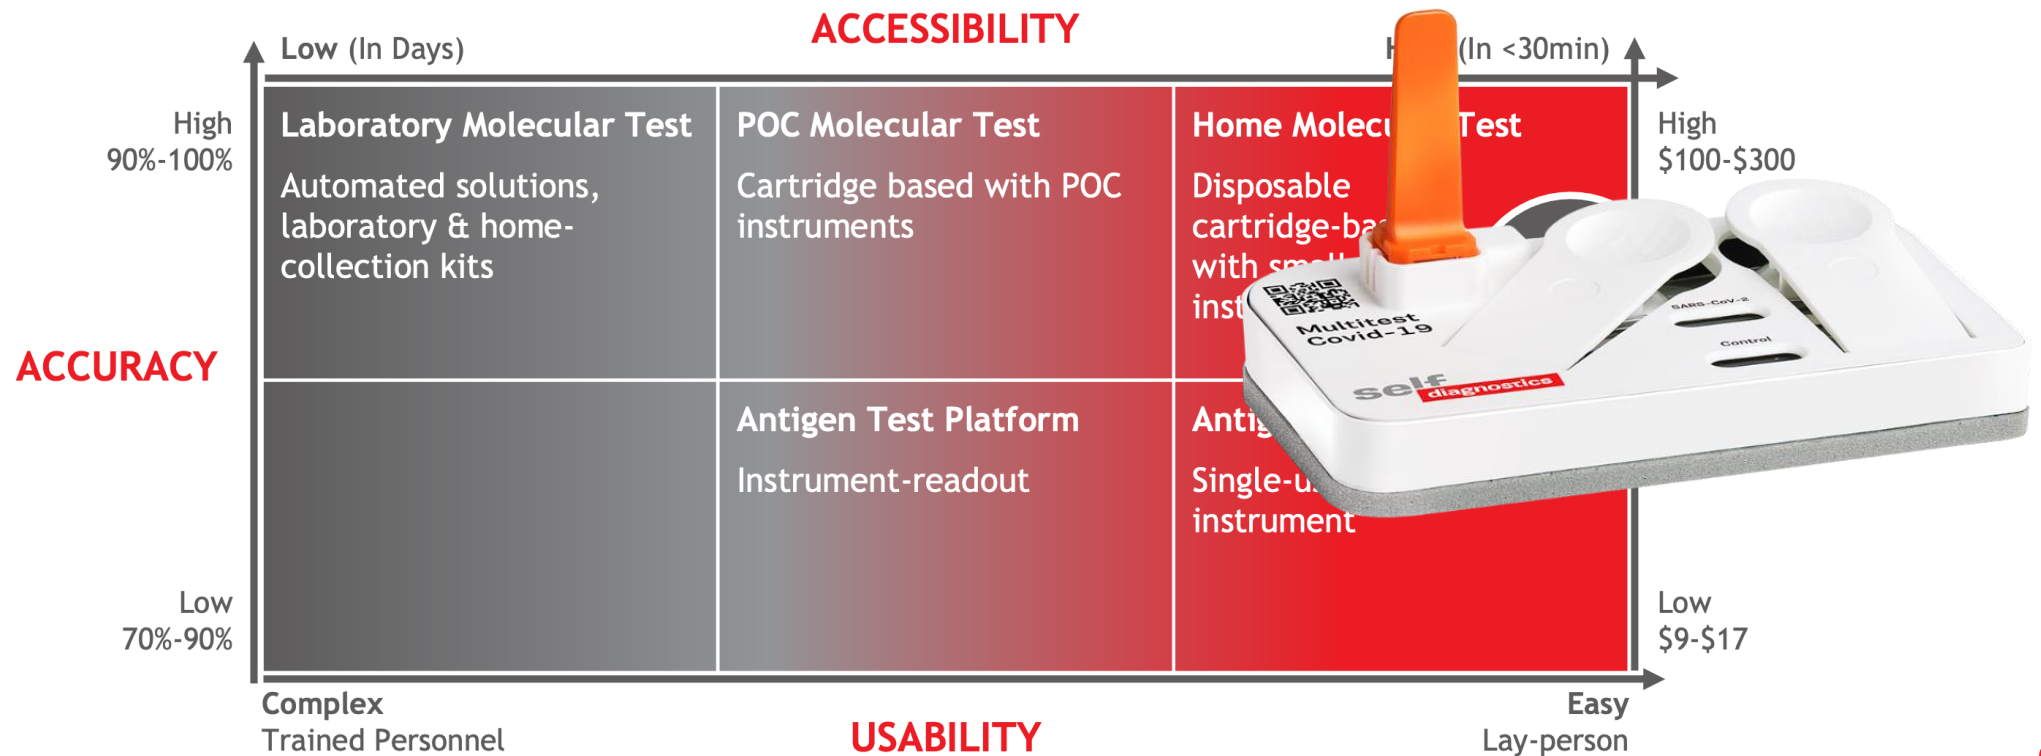 ACCESSIBILITY
Low (In Days)
(In <30min)
High
90%-100%
Laboratory Molecular Test
Automated solutions,
laboratory & home-
collection kits
POC Molecular Test
Cartridge based with POC
instruments
Home Test
Disposable
with
High
$100-$300
SARS-CoV-2
Multitest
Covid-19
Control
self
diagnostics
ACCURACY
Antigen Test Platform
Instrument-readout
instrument
Low
70%-90%
Low
$9-$17
Complex
Trained Personnel
USABILITY
Easy
Lay-person